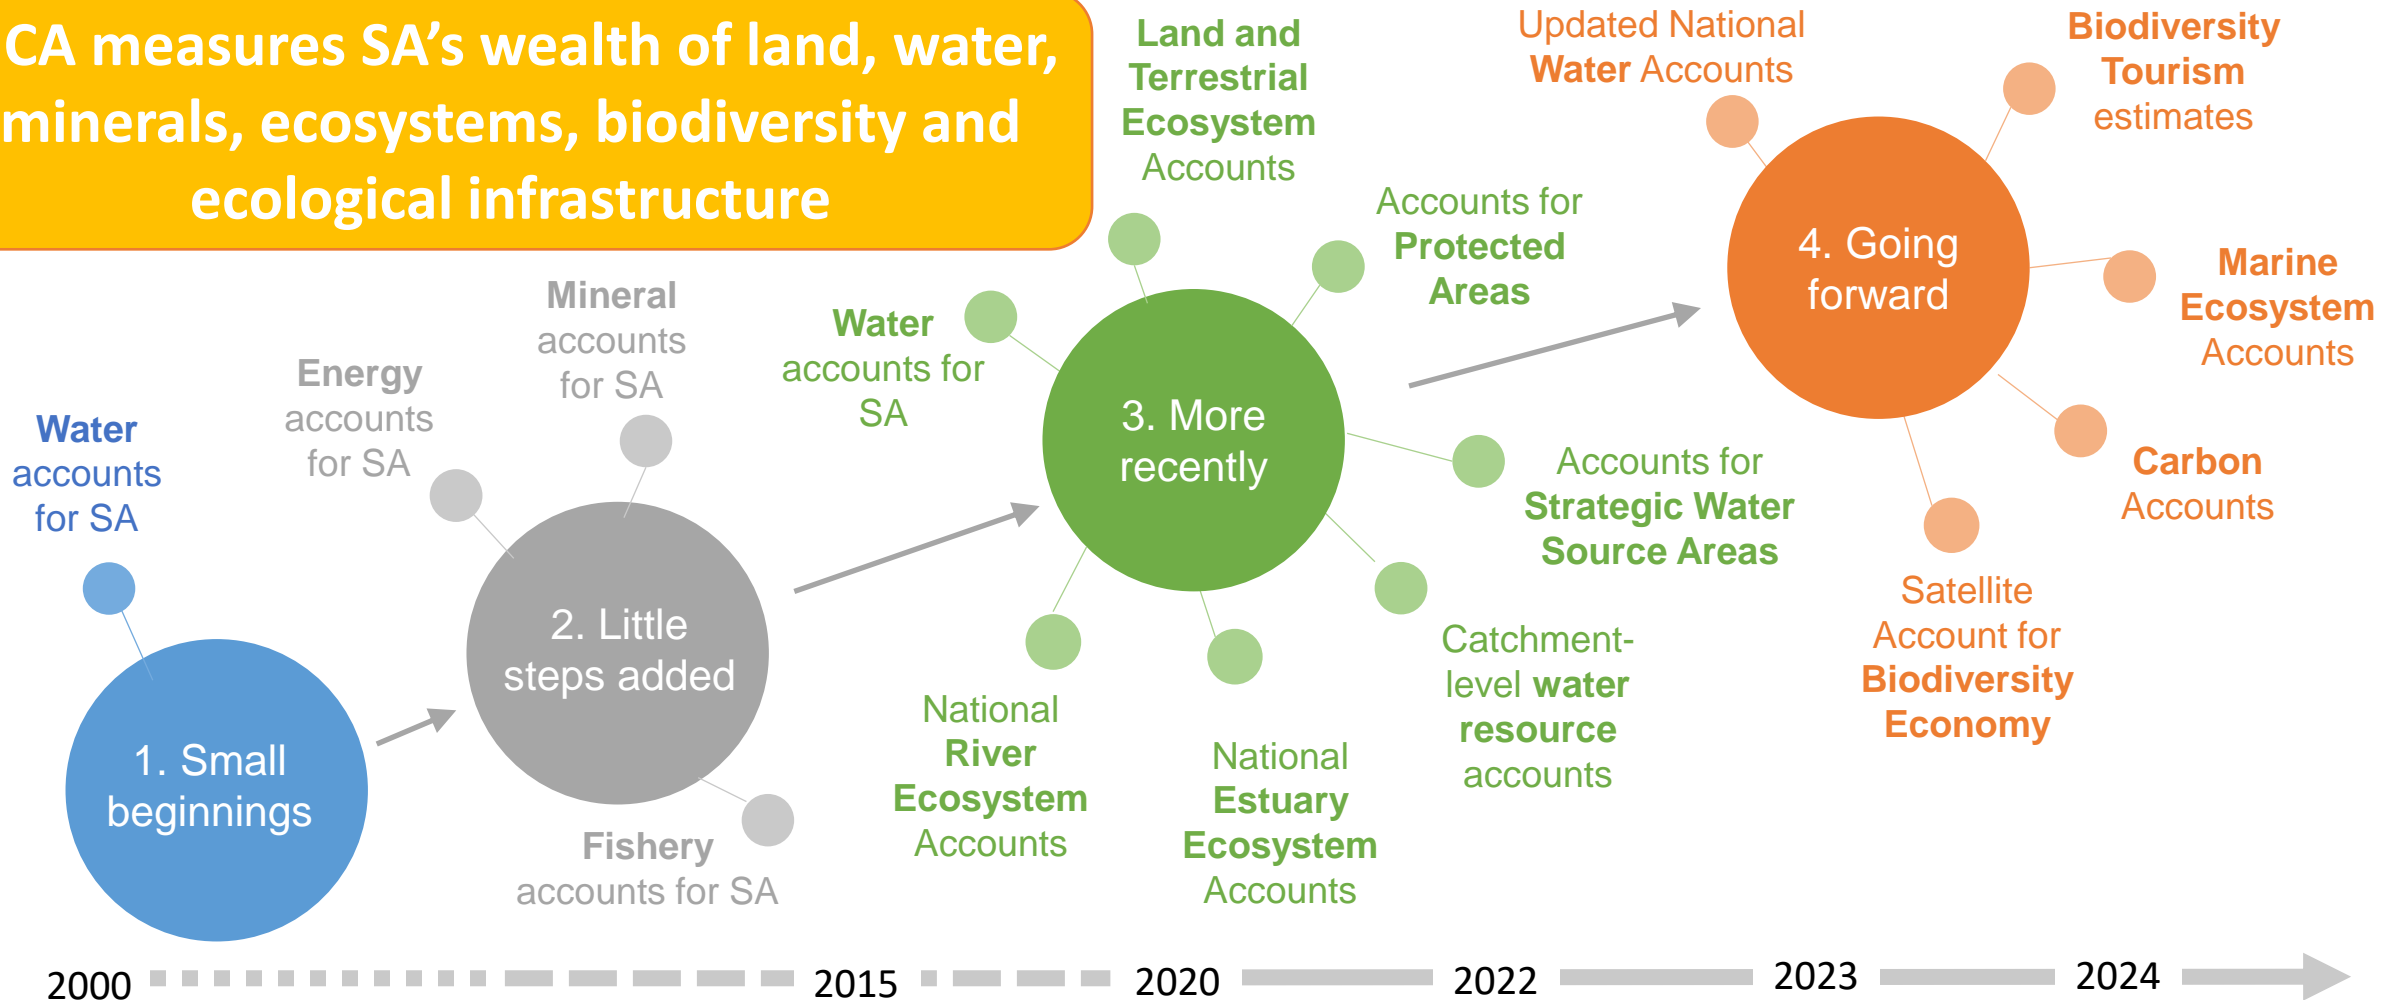 CA measures SA’s wealth of land, water,
minerals, ecosystems, biodiversity and
ecological infrastructure
Water
accounts
for SA
1. Small
beginnings
Energy
accounts
for SA
Mineral
accounts
for SA
2. Little
steps added
Fishery
accounts for SA
Water
accounts for
SA
Land and
Terrestrial
Ecosystem
Accounts
Accounts for
Protected
Areas
3. More
recently
Accounts for
Strategic Water
Source Areas
Catchment-
level water
resource
accounts
National
Estuary
Ecosystem
Accounts
National
River
Ecosystem
Accounts
Updated National
Water Accounts
Biodiversity
Tourism
estimates
4. Going
forward
Marine
Ecosystem
Accounts
Carbon
Accounts
Satellite
Account for
Biodiversity
Economy
2000
2015
2020
2022
2023
2024